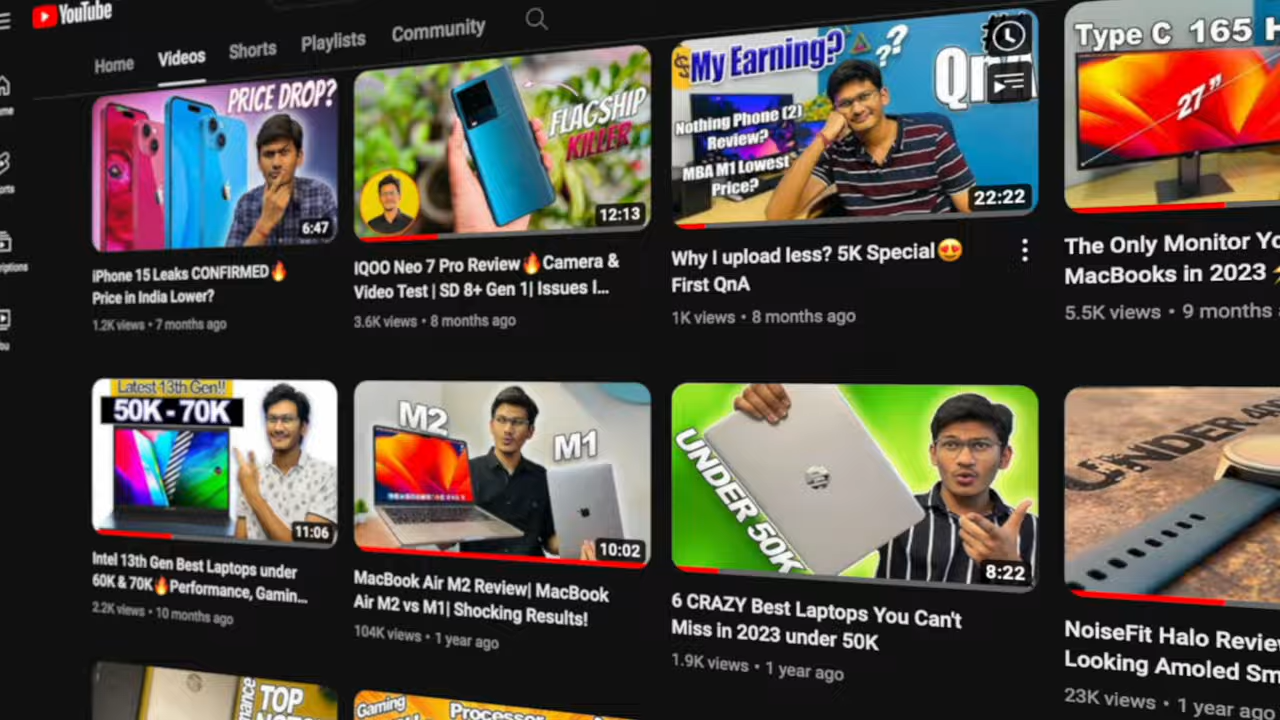 YouTube
Home Videos Shorts Playlists Community
PRICE DROP?
6:47
iPhone 15 Leaks CONFIRMED🔥
Price in India Lower?
1.2K views • 7 months ago
FLAGSHIP
KILLER
12:13
IQOO Neo 7 Pro Review🔥Camera &
Video Test | SD 8+ Gen 1| Issues I...
3.6K views • 8 months ago
My Earning?
??
QnA
Nothing Phone (2)
Review?
MBA M1 Lowest
Price?
22:22
Why I upload less? 5K Special😍
First QnA
1K views • 8 months ago
Type C 165 H
27"
The Only Monitor Yo
MacBooks in 2023
5.5K views • 9 months
Latest 13th Gen!!
50K - 70K
11:06
Intel 13th Gen Best Laptops under
60K & 70K🔥Performance, Gamin...
2.2K views • 10 months ago
M2
M1
10:02
MacBook Air M2 Review| MacBook
Air M2 vs M1| Shocking Results!
104K views • 1 year ago
UNDER 50K
8:22
6 CRAZY Best Laptops You Can't
Miss in 2023 under 50K
1.9K views • 1 year ago
UNDER
NoiseFit Halo Review
Looking Amoled Sm
23K views • 1 year ago
TOP
Gaming
Processor